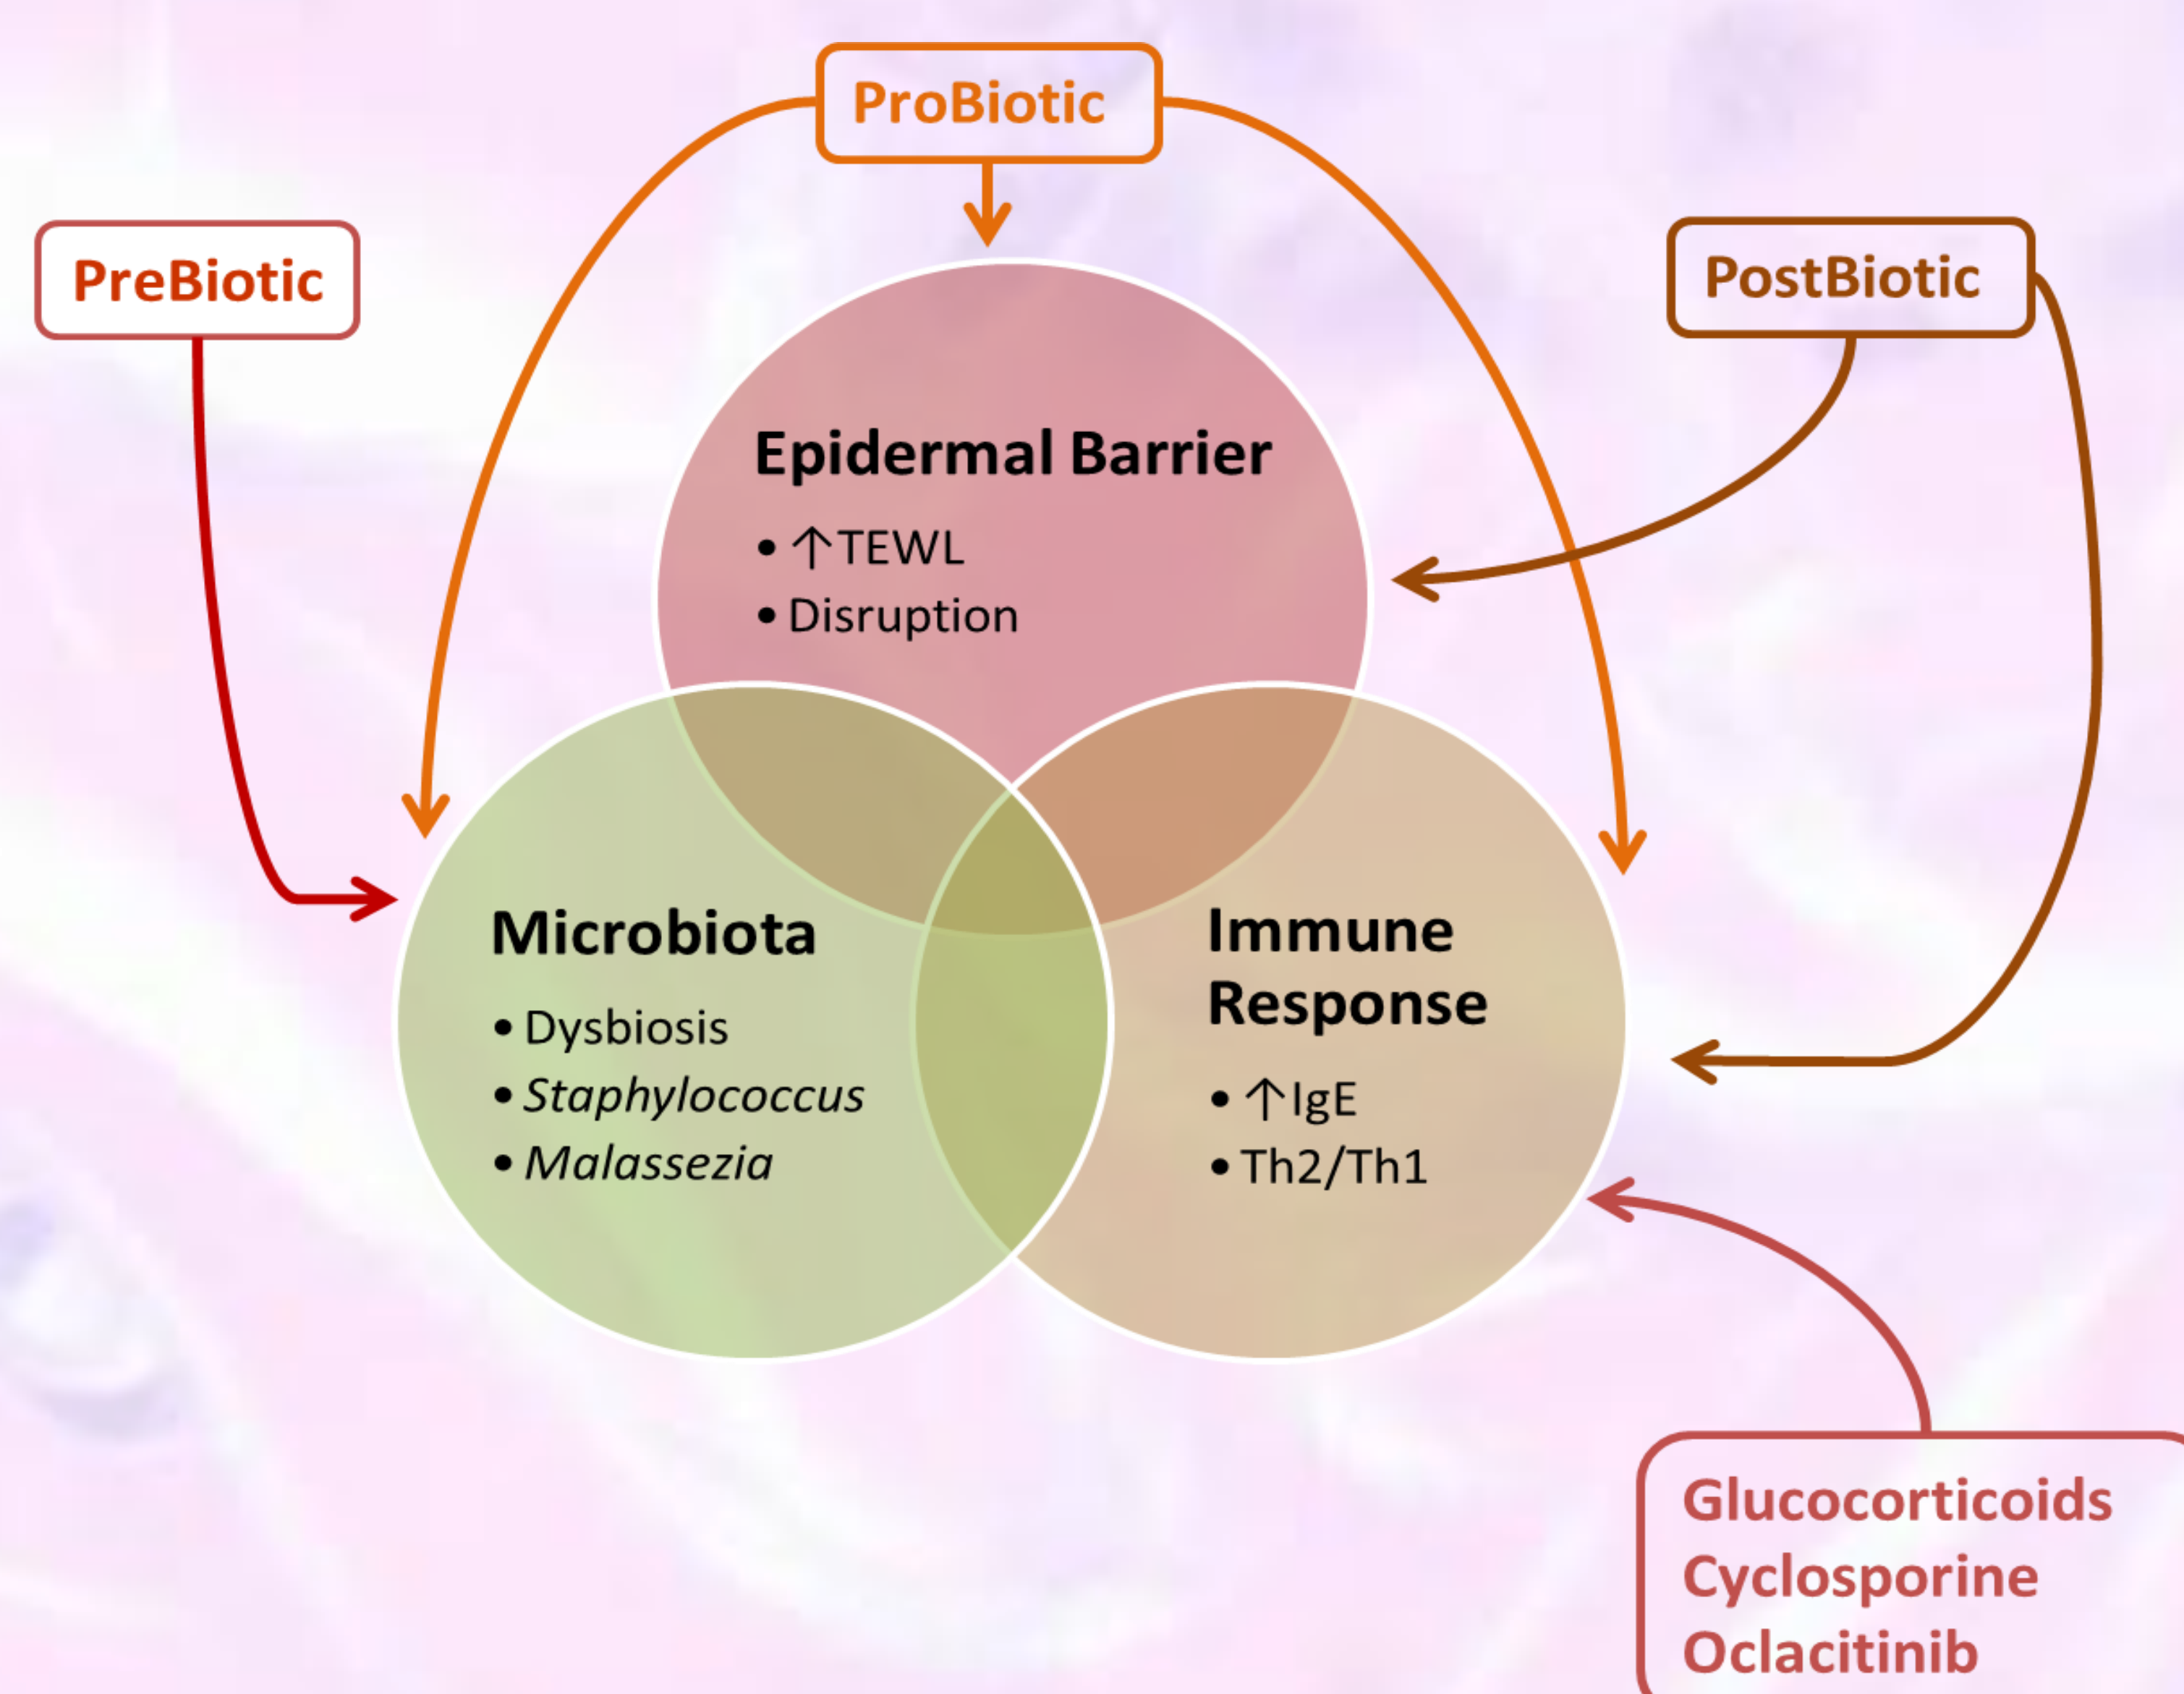 ProBiotic
PreBiotic
PostBiotic
Epidermal Barrier
• ↑TEWL
• Disruption
Microbiota
• Dysbiosis
• Staphylococcus
• Malassezia
Immune
Response
• ↑IgE
• Th2/Th1
Glucocorticoids
Cyclosporine
Oclacitinib